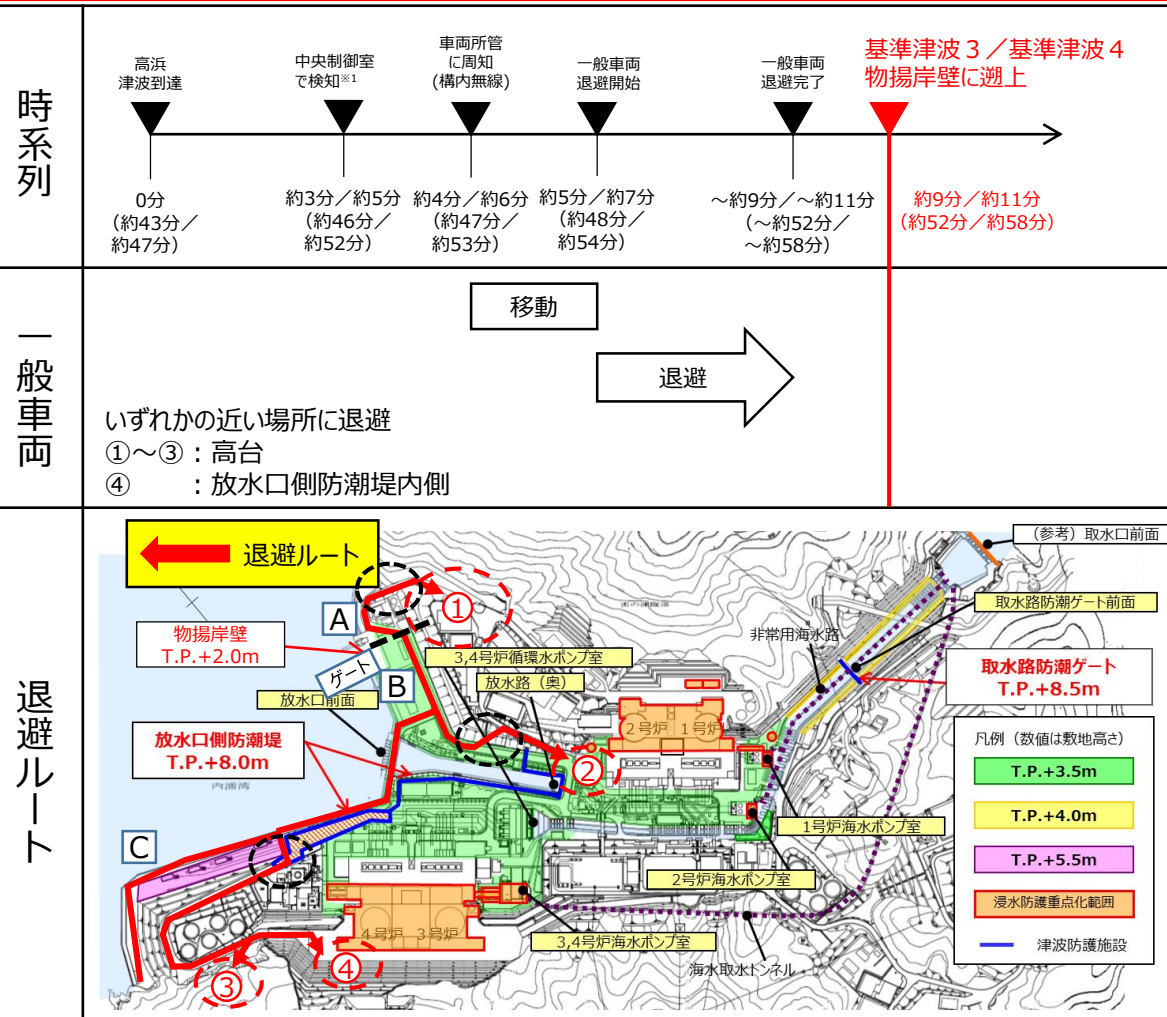 時系列
高浜
津波到達
中央制御室
で検知※1
車両所管
に周知
(構内無線)
一般車両
退避開始
一般車両
退避完了
基準津波3／基準津波4
物揚岸壁に遡上
0分
(約43分／
約47分)
約3分／約5分
(約46分／
約52分)
約4分／約6分
(約47分／
約53分)
約5分／約7分
(約48分／
約54分)
～約9分／～約11分
(～約52分／
～約58分)
約9分／約11分
(約52分／約58分)
一般車両
移動
退避
いずれかの近い場所に退避
①～③：高台
④　　：放水口側防潮堤内側
退避ルート
退避ルート
(参考) 取水口前面
①
A
物揚岸壁
T.P.+2.0m
ゲート
B
3,4号炉循環水ポンプ室
放水路（奥）
放水口前面
非常用海水路
取水路防潮ゲート前面
取水路防潮ゲート
T.P.+8.5m
放水口側防潮堤
T.P.+8.0m
内浦湾
2号炉
1号炉
②
凡例（数値は敷地高さ）
T.P.+3.5m
T.P.+4.0m
T.P.+5.5m
浸水防護重点化範囲
津波防護施設
C
1号炉海水ポンプ室
2号炉海水ポンプ室
4号炉
3号炉
3,4号炉海水ポンプ室
海水取水トンネル
③
④